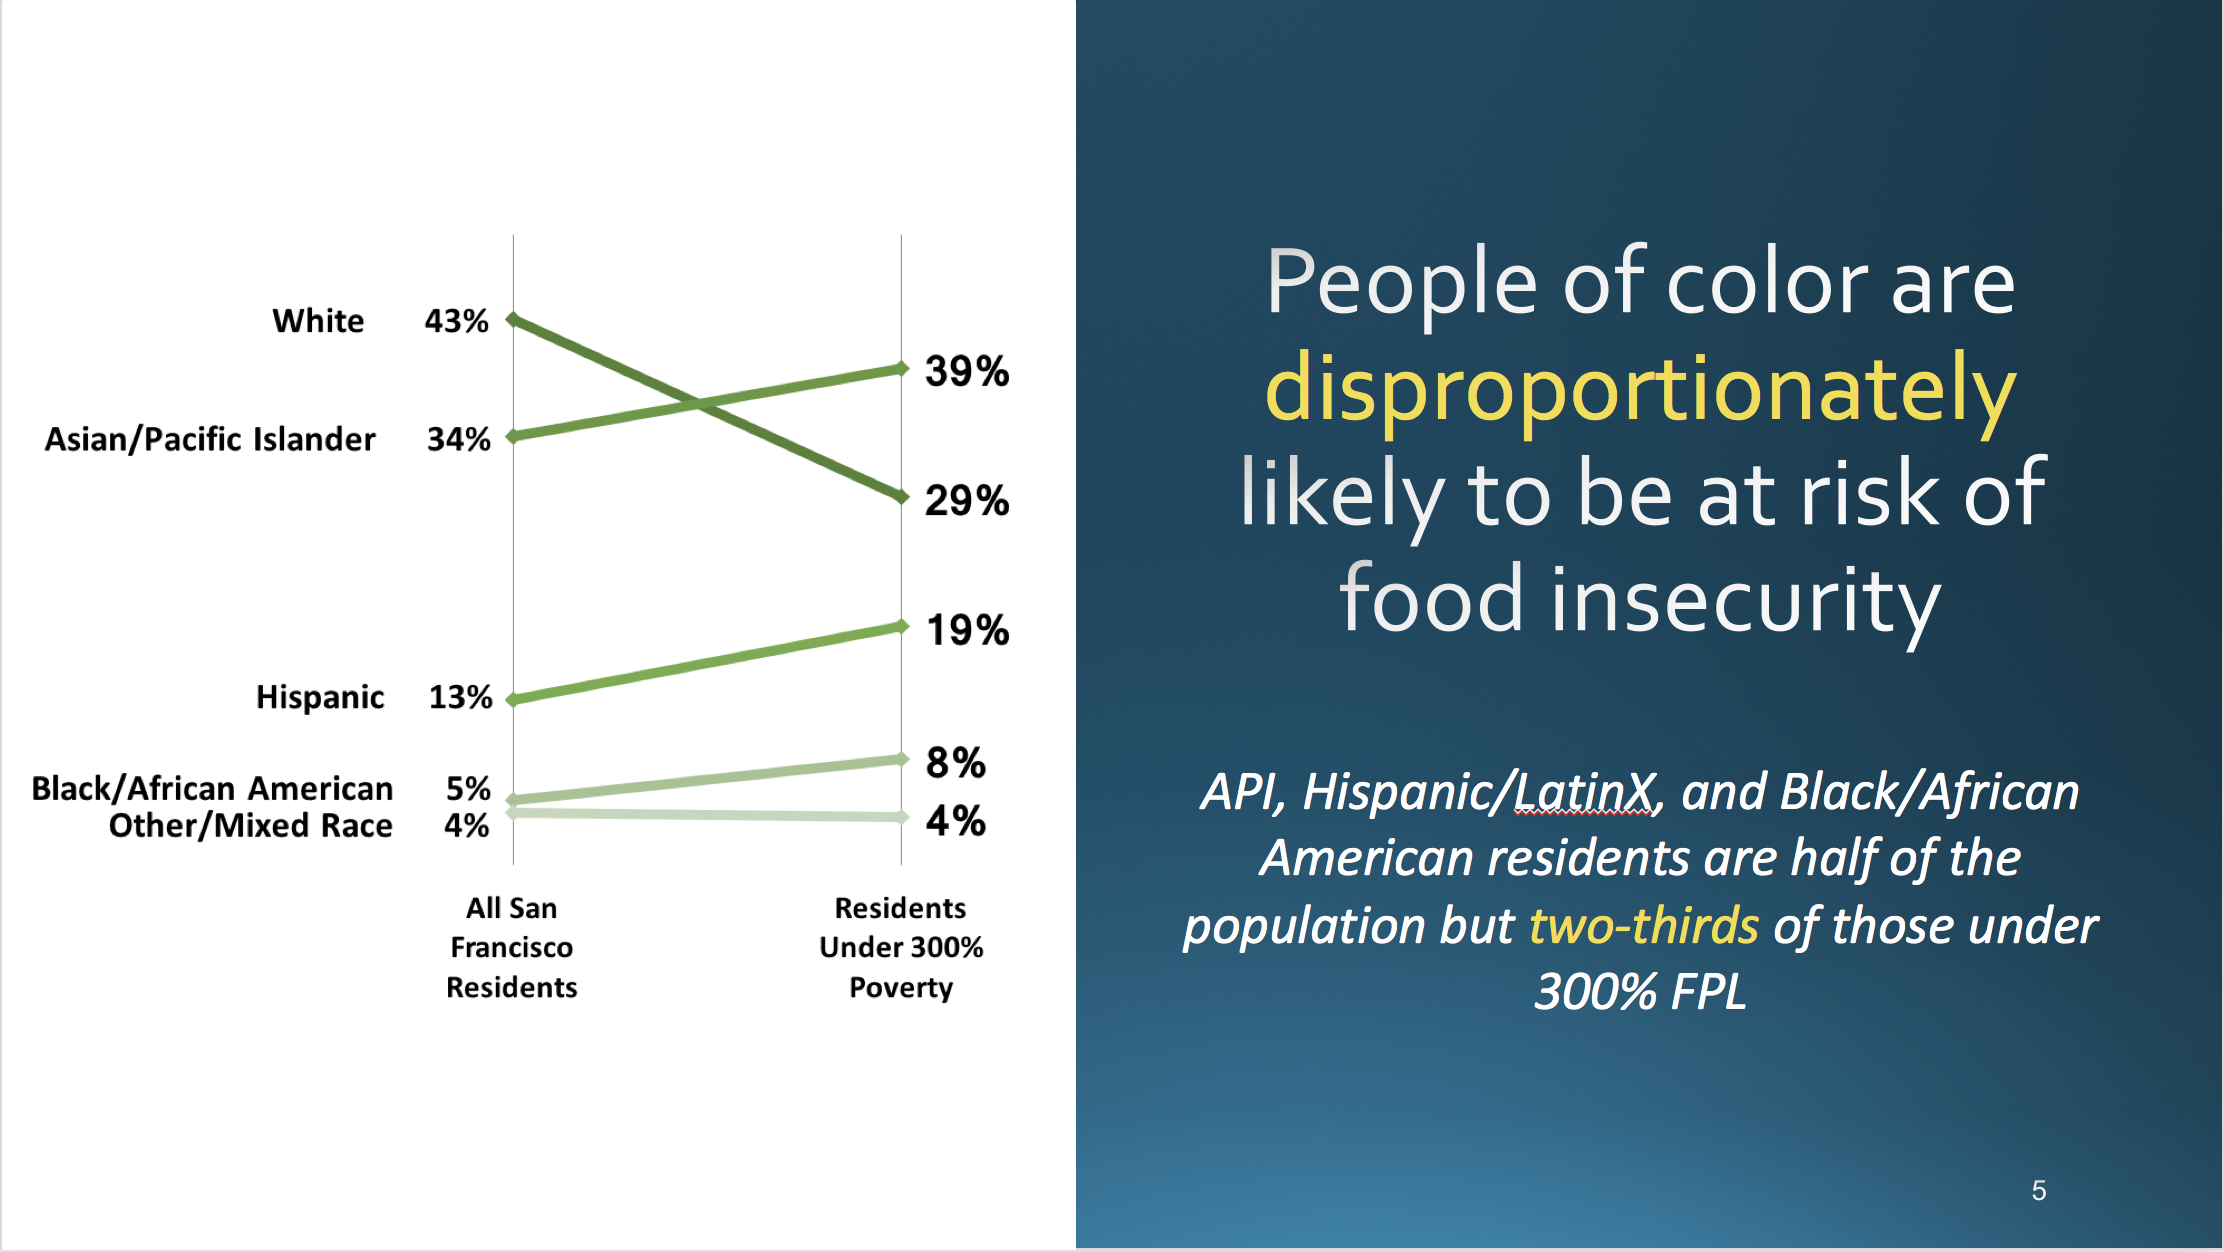 White 43%
39%
Asian/Pacific Islander 34%
29%
19%
Hispanic 13%
8%
Black/African American 5%
Other/Mixed Race 4%
4%
All San
Francisco
Residents
Residents
Under 300%
Poverty
People of color are
disproportionately
likely to be at risk of
food insecurity
API, Hispanic/LatinX, and Black/African
American residents are half of the
population but two-thirds of those under
300% FPL
5